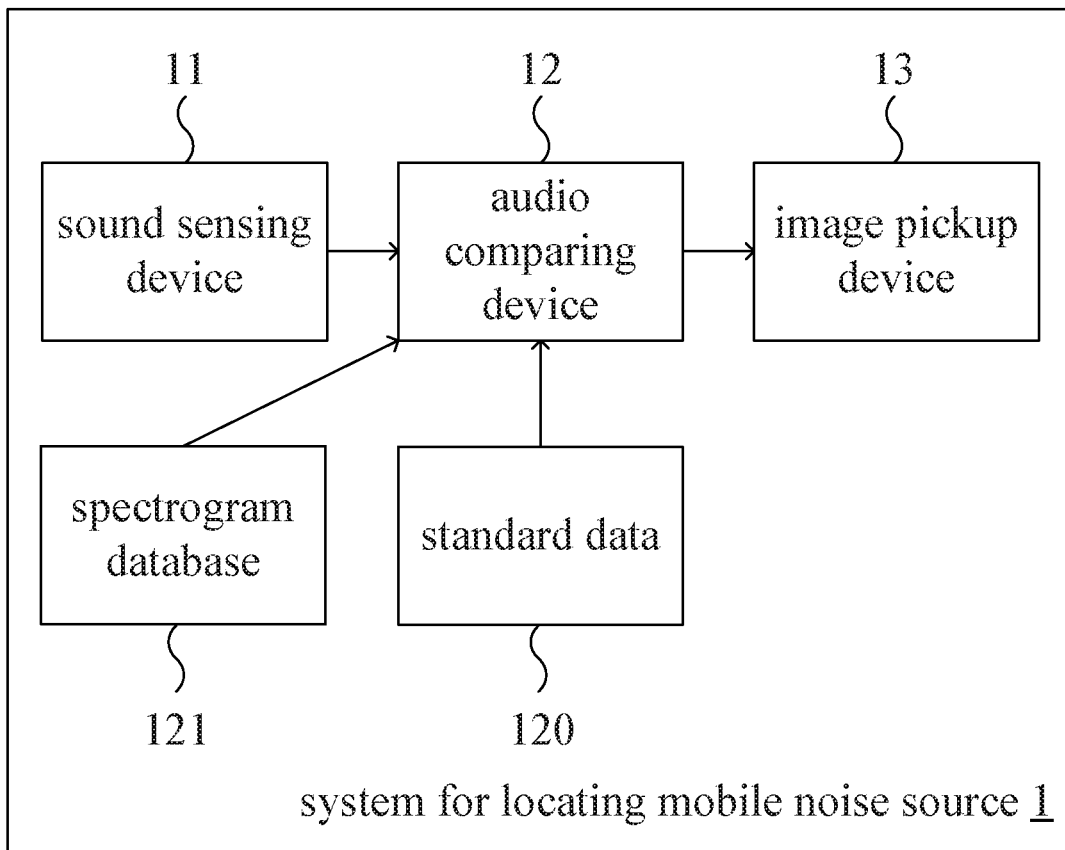 11
12
13
sound sensing
device
audio
comparing
device
image pickup
device
spectrogram
database
standard data
121
120
system for locating mobile noise source 1